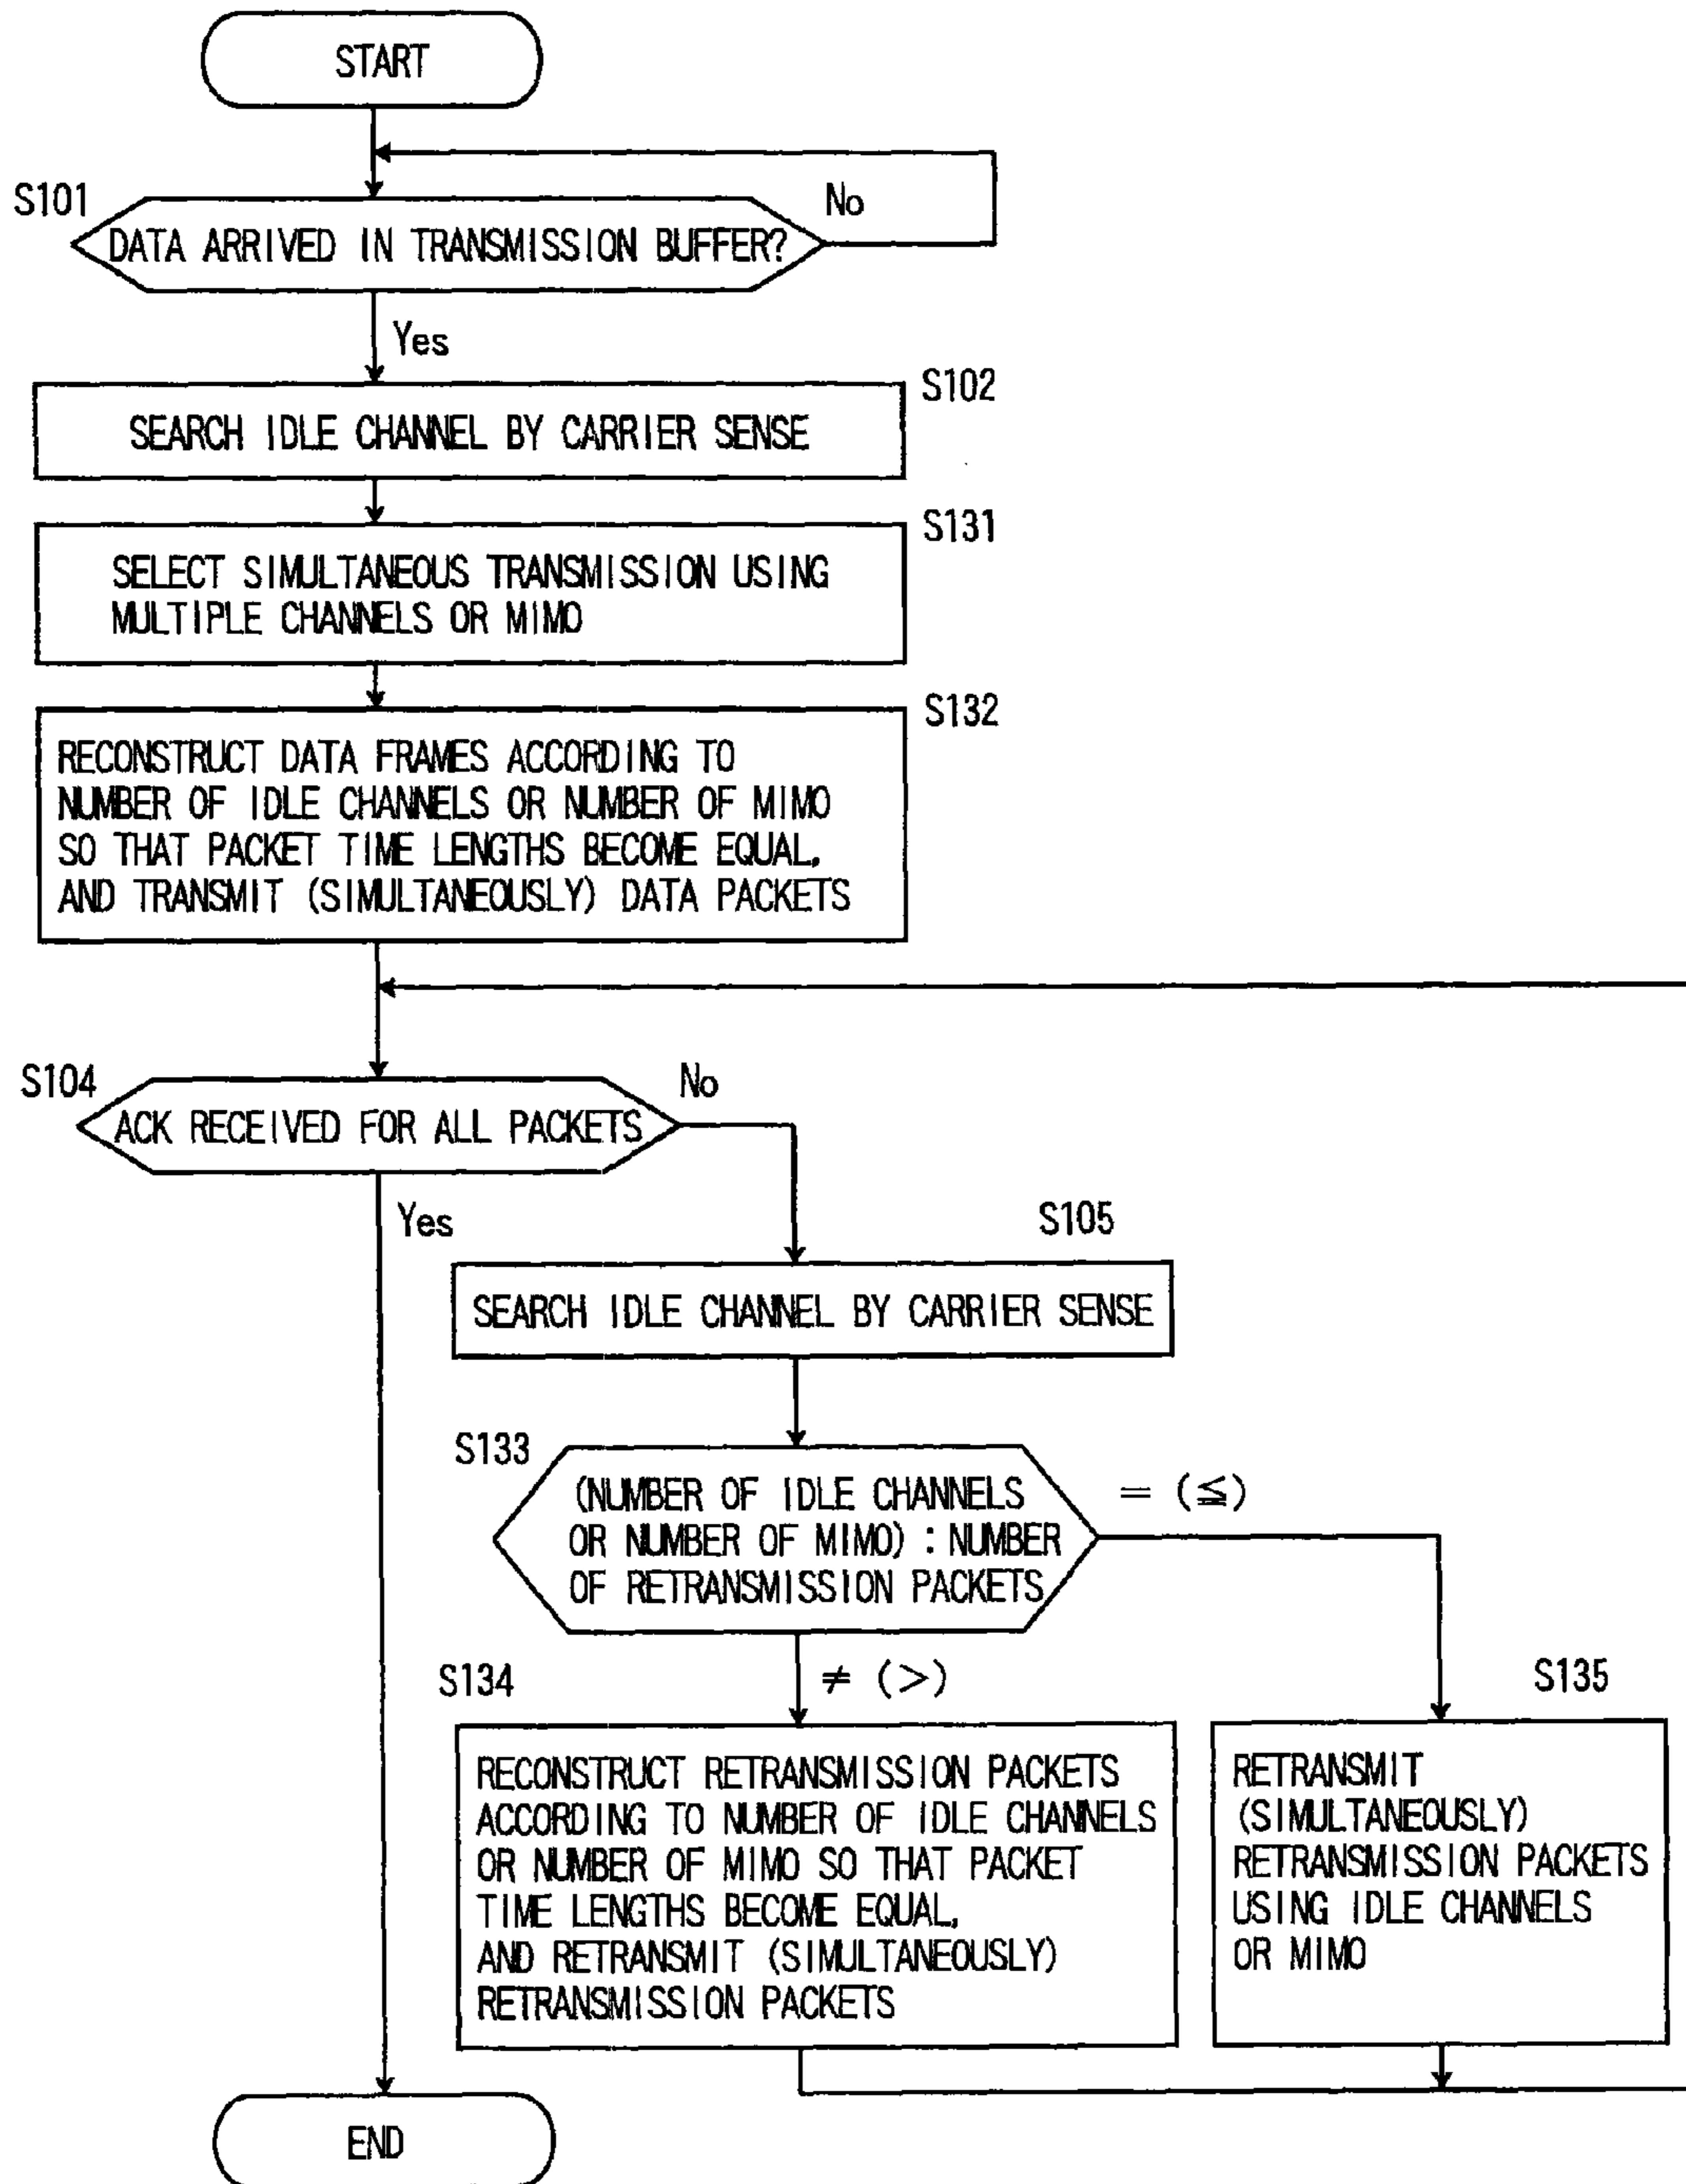 START
S101
No
DATA ARRIVED IN TRANSMISSION BUFFER?
Yes
S102
SEARCH IDLE CHANNEL BY CARRIER SENSE
S131
SELECT SIMULTANEOUS TRANSMISSION USING
MULTIPLE CHANNELS OR MIMO
S132
RECONSTRUCT DATA FRAMES ACCORDING TO
NUMBER OF IDLE CHANNELS OR NUMBER OF MIMO
SO THAT PACKET TIME LENGTHS BECOME EQUAL,
AND TRANSMIT (SIMULTANEOUSLY) DATA PACKETS
S104
No
ACK RECEIVED FOR ALL PACKETS
Yes
S105
SEARCH IDLE CHANNEL BY CARRIER SENSE
S133
(NUMBER OF IDLE CHANNELS
OR NUMBER OF MIMO) : NUMBER
OF RETRANSMISSION PACKETS
= (≦)
S134
≠ (>)
S135
RECONSTRUCT RETRANSMISSION PACKETS
ACCORDING TO NUMBER OF IDLE CHANNELS
OR NUMBER OF MIMO SO THAT PACKET
TIME LENGTHS BECOME EQUAL,
AND RETRANSMIT (SIMULTANEOUSLY)
RETRANSMISSION PACKETS
RETRANSMIT
(SIMULTANEOUSLY)
RETRANSMISSION PACKETS
USING IDLE CHANNELS
OR MIMO
END